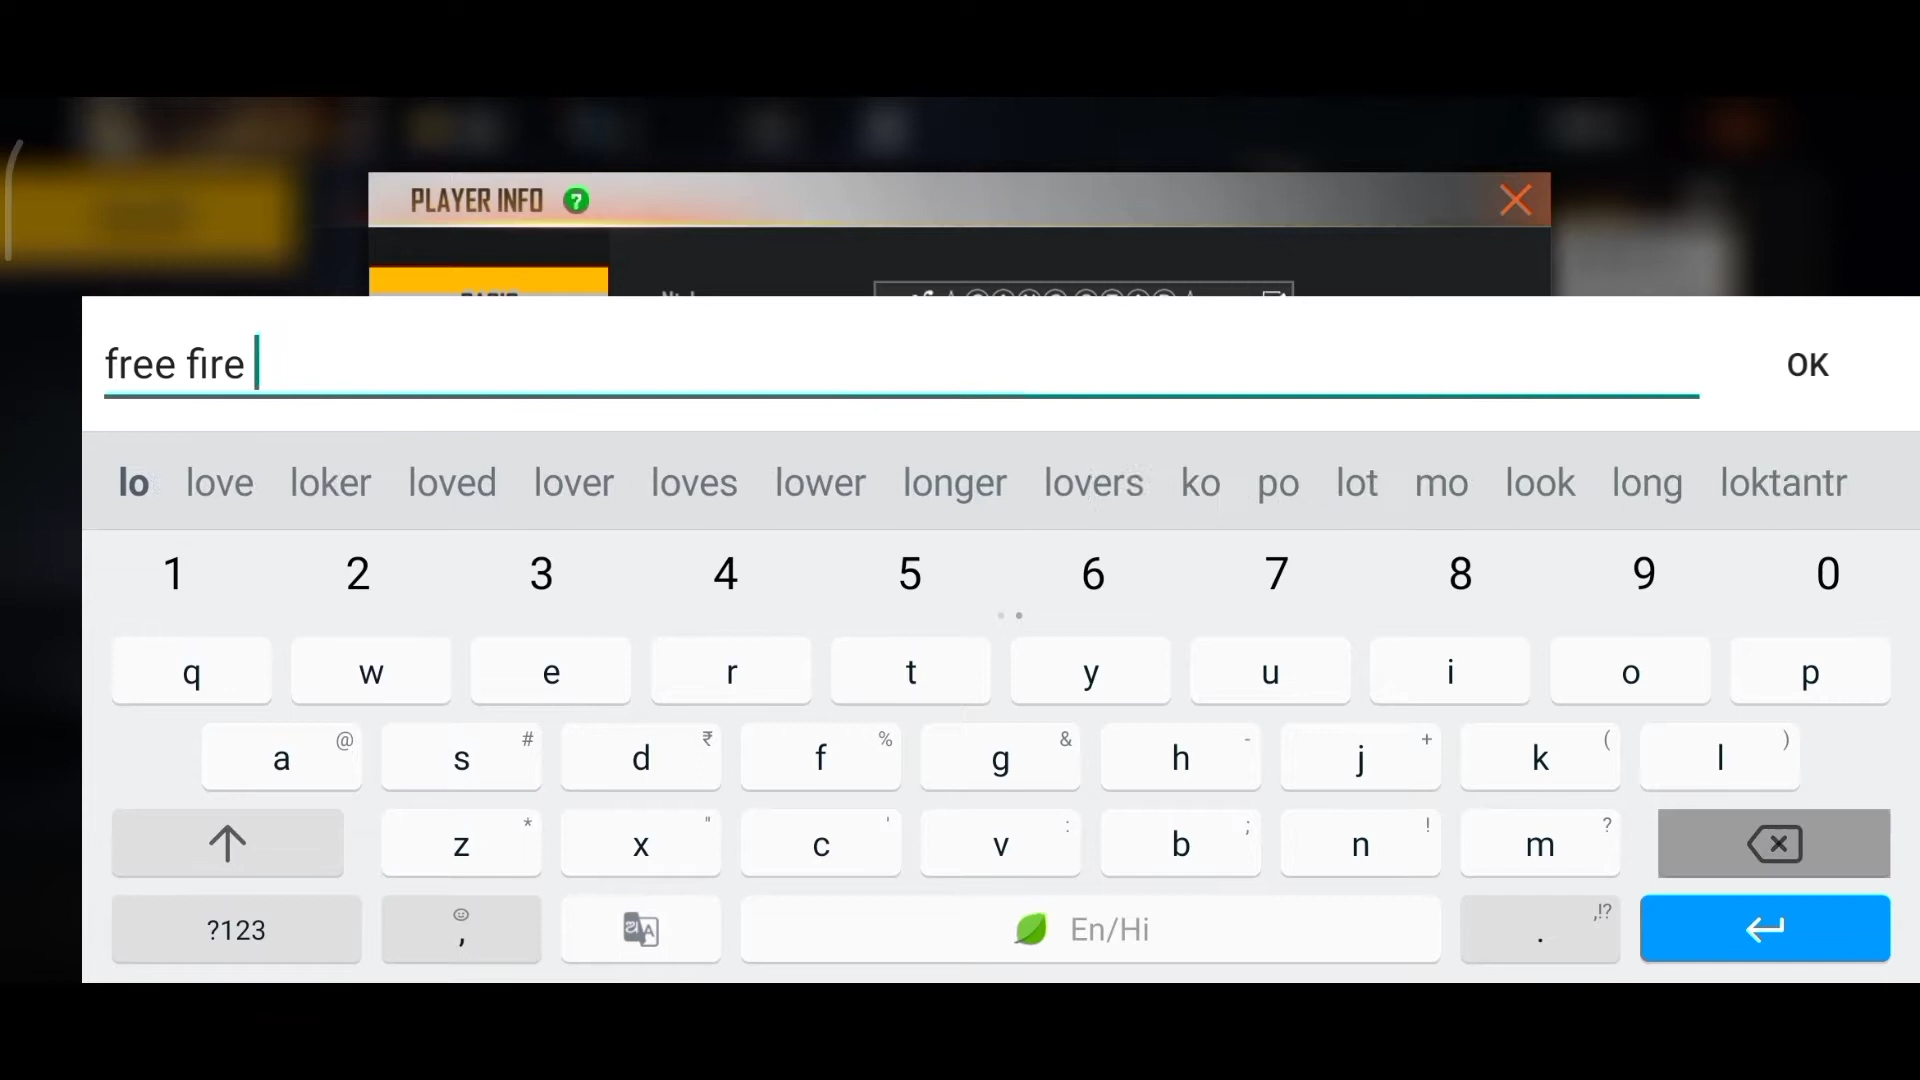 PLAYER INFO ?
free fire
OK
lo love loker loved lover loves lower longer lovers ko po lot mo look long loktantr
1 2 3 4 5 6 7 8 9 0
q w e r t y u i o p
@ # ₹ % & - + ( )
a s d f g h j k l
* " ' : ; ! ?
z x c v b n m
?123 , En/Hi . ,!?